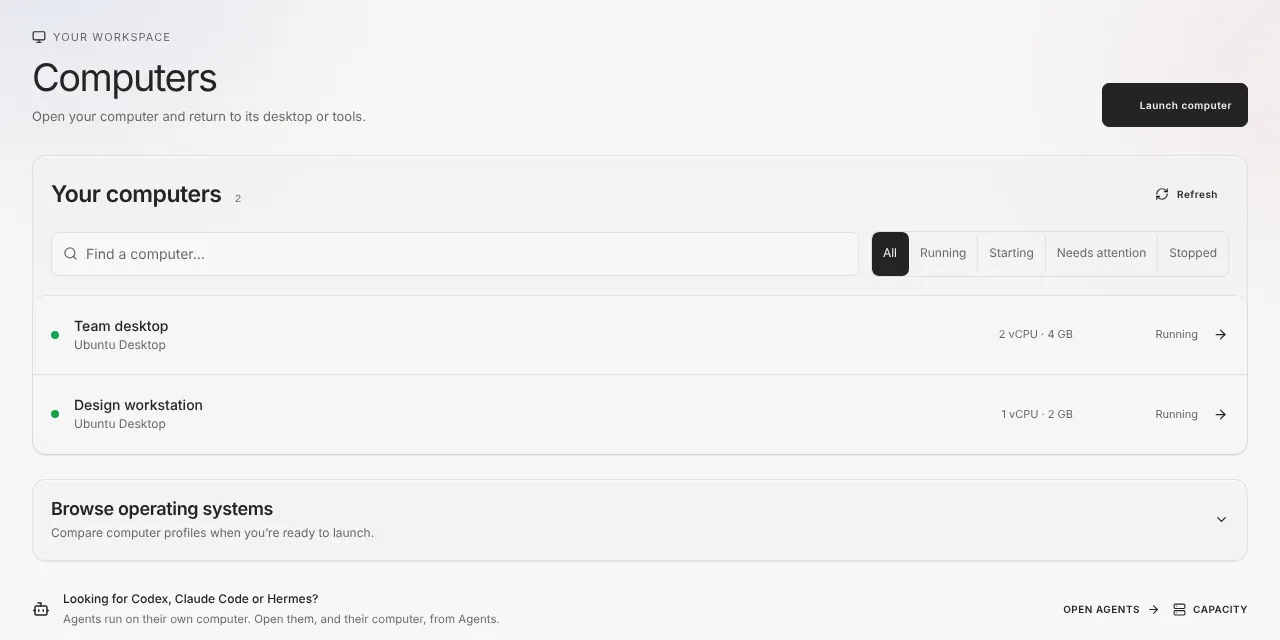 YOUR WORKSPACE
Computers
Open your computer and return to its desktop or tools.
Launch computer
Your computers 2
Refresh
Find a computer...
All Running Starting Needs attention Stopped
Team desktop
Ubuntu Desktop
2 vCPU · 4 GB Running
Design workstation
Ubuntu Desktop
1 vCPU · 2 GB Running
Browse operating systems
Compare computer profiles when you’re ready to launch.
Looking for Codex, Claude Code or Hermes?
Agents run on their own computer. Open them, and their computer, from Agents.
OPEN AGENTS CAPACITY